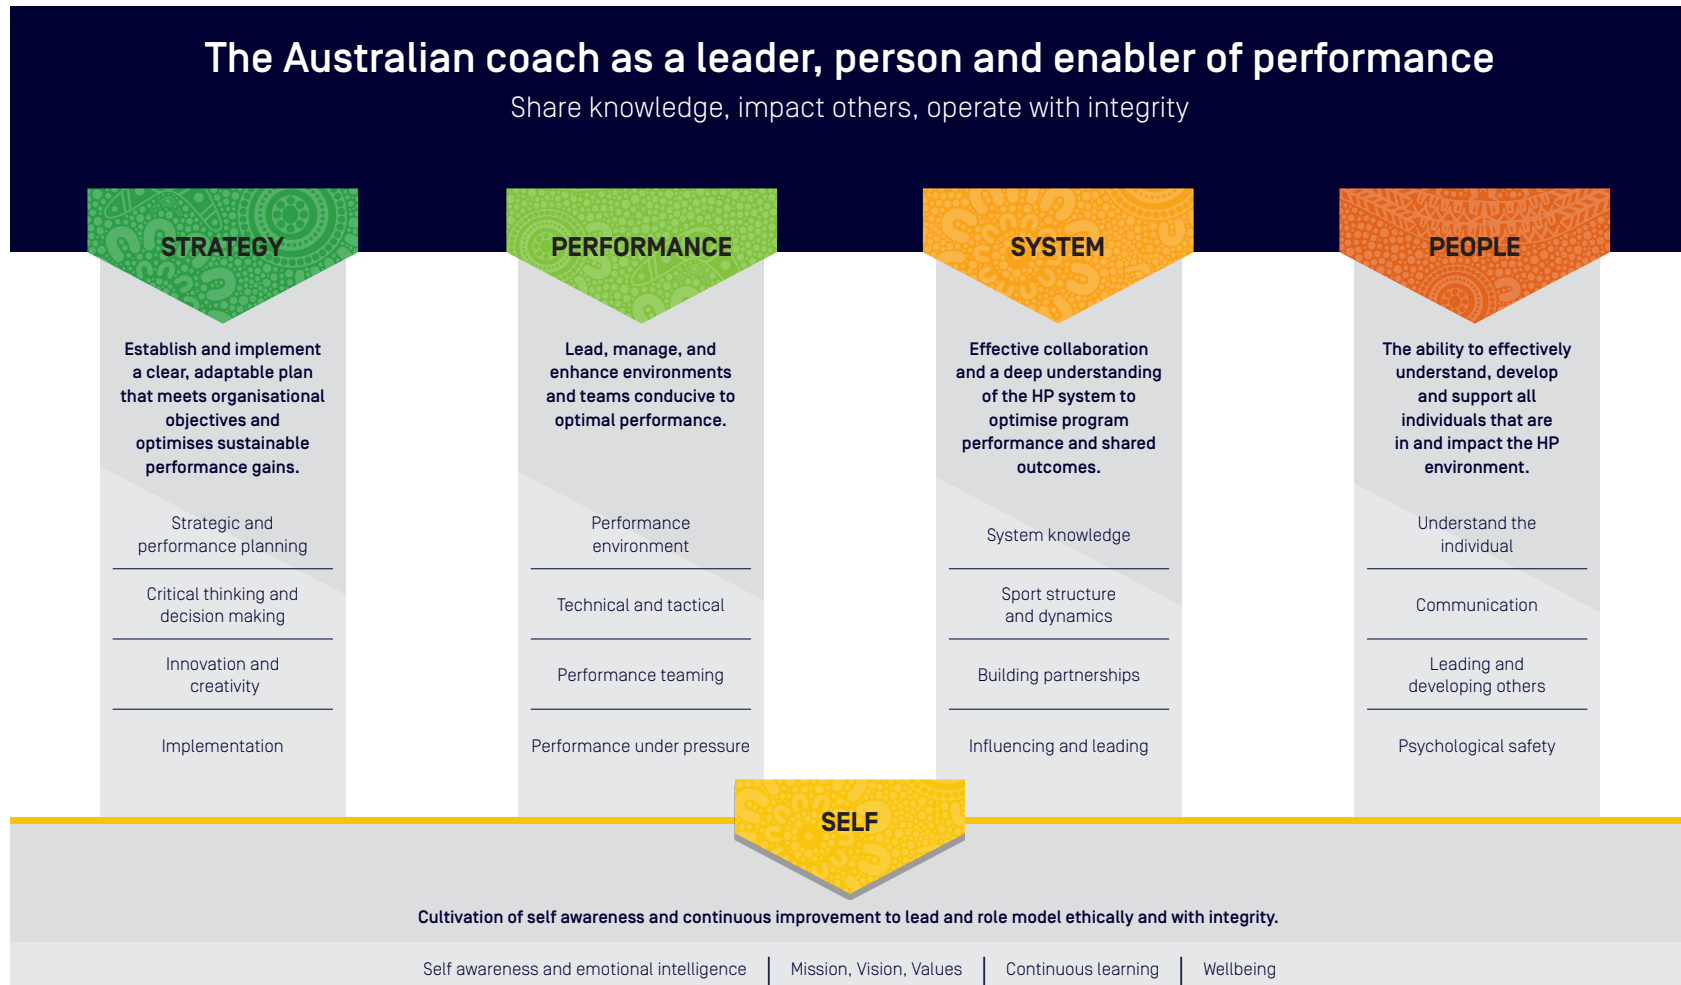 The Australian coach as a leader, person and enabler of performance
Share knowledge, impact others, operate with integrity
STRATEGY
Establish and implement
a clear, adaptable plan
that meets organisational
objectives and
optimises sustainable
performance gains.
Strategic and
performance planning
Critical thinking and
decision making
Innovation and
creativity
Implementation
PERFORMANCE
Lead, manage, and
enhance environments
and teams conducive to
optimal performance.
Performance
environment
Technical and tactical
Performance teaming
Performance under pressure
SYSTEM
Effective collaboration
and a deep understanding
of the HP system to
optimise program
performance and shared
outcomes.
System knowledge
Sport structure
and dynamics
Building partnerships
Influencing and leading
PEOPLE
The ability to effectively
understand, develop
and support all
individuals that are
in and impact the HP
environment.
Understand the
individual
Communication
Leading and
developing others
Psychological safety
SELF
Cultivation of self awareness and continuous improvement to lead and role model ethically and with integrity.
Self awareness and emotional intelligence
Mission, Vision, Values
Continuous learning
Wellbeing